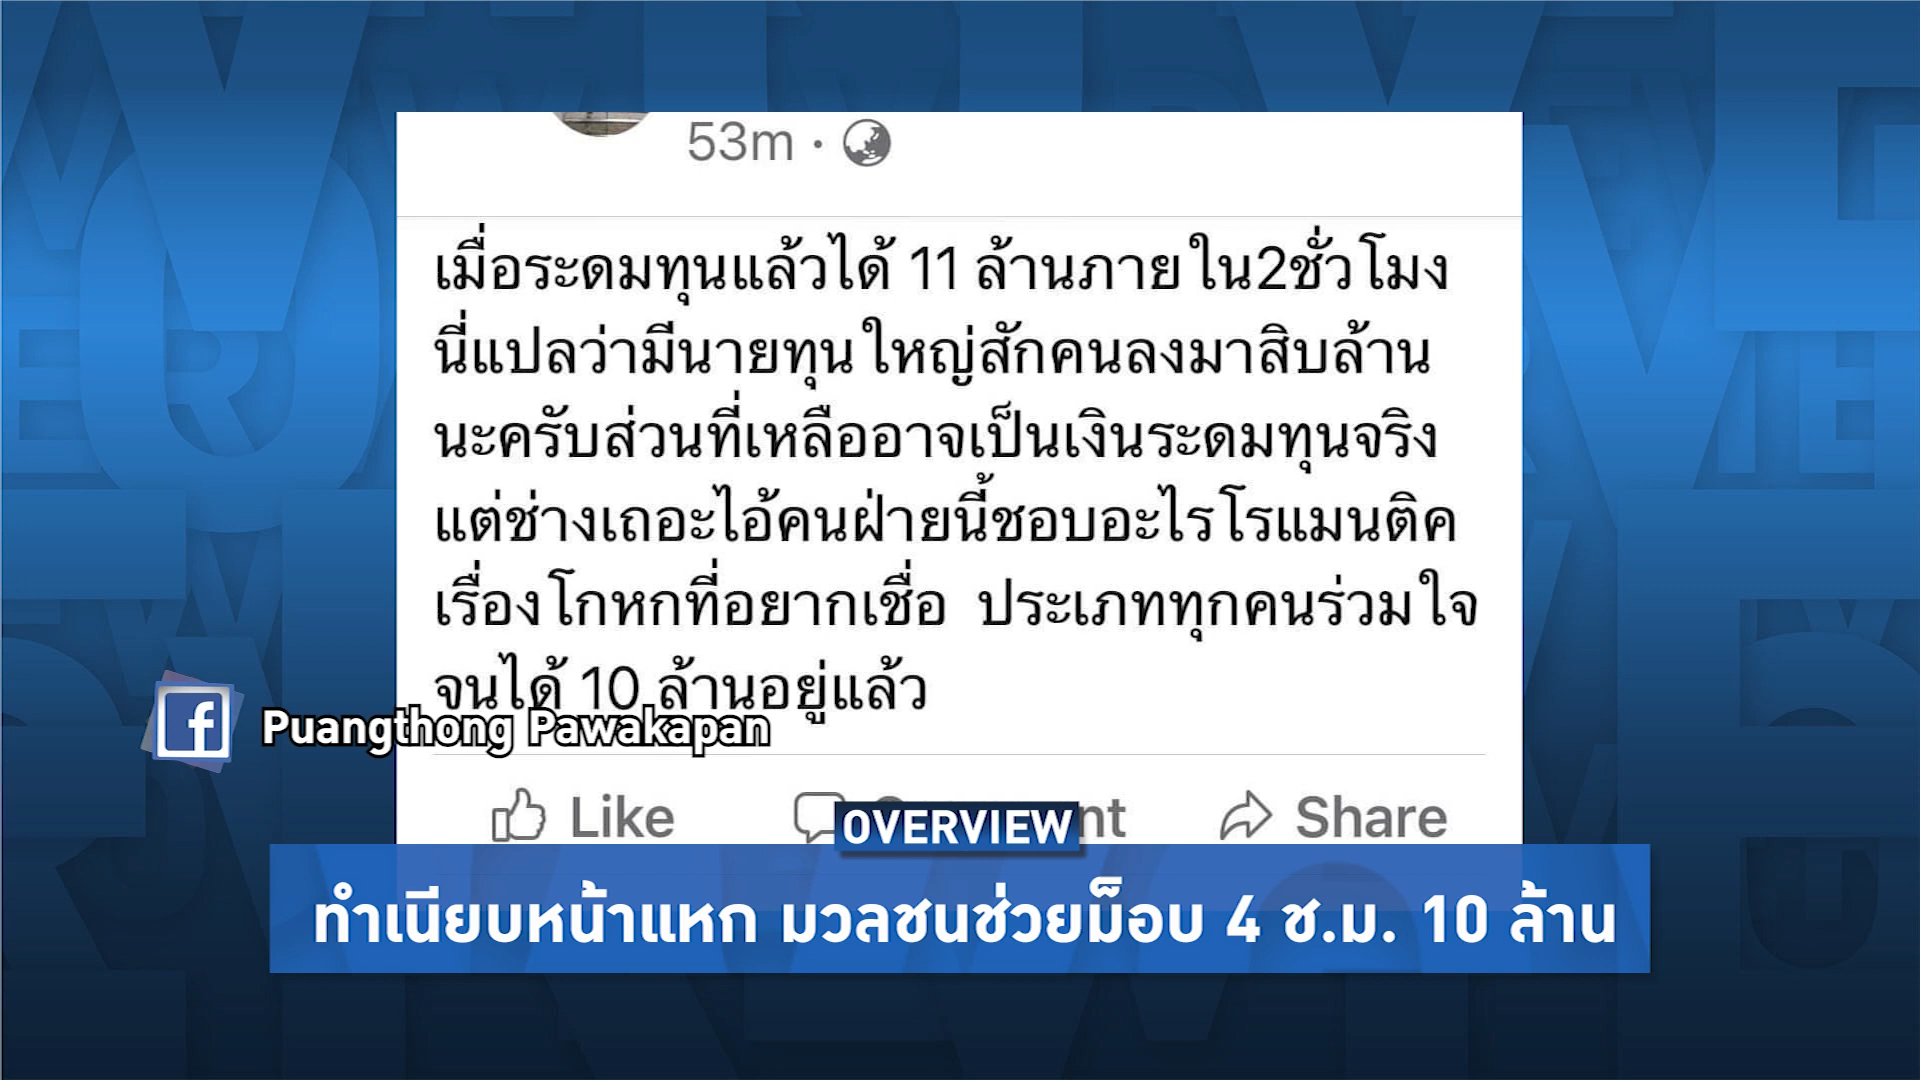 53m ·
เมื่อระดมทุนแล้วได้ 11 ล้านภายใน2ชั่วโมง
นี่แปลว่ามีนายทุนใหญ่สักคนลงมาสิบล้าน
นะครับส่วนที่เหลืออาจเป็นเงินระดมทุนจริง
แต่ช่างเถอะไอ้คนฝ่ายนี้ชอบอะไรโรแมนติค
เรื่องโกหกที่อยากเชื่อ ประเภททุกคนร่วมใจ
จนได้ 10 ล้านอยู่แล้ว
Puangthong Pawakapan
Like Share
OVERVIEW
ทำเนียบหน้าแหก มวลชนช่วยม็อบ 4 ช.ม. 10 ล้าน